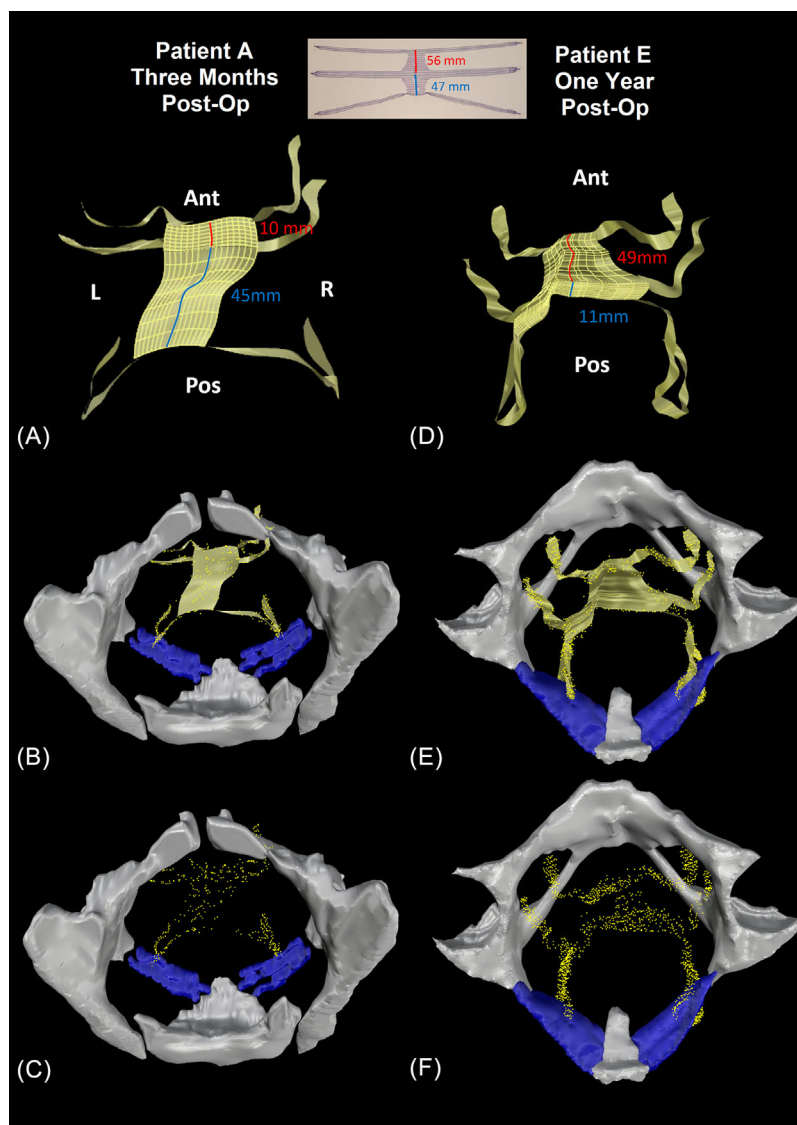 Patient A
Three Months
Post-Op
56 mm
47 mm
Patient E
One Year
Post-Op
Ant
10 mm
L
45mm
R
Pos
(A)
Ant
49mm
11mm
Pos
(D)
(B)
(E)
(C)
(F)